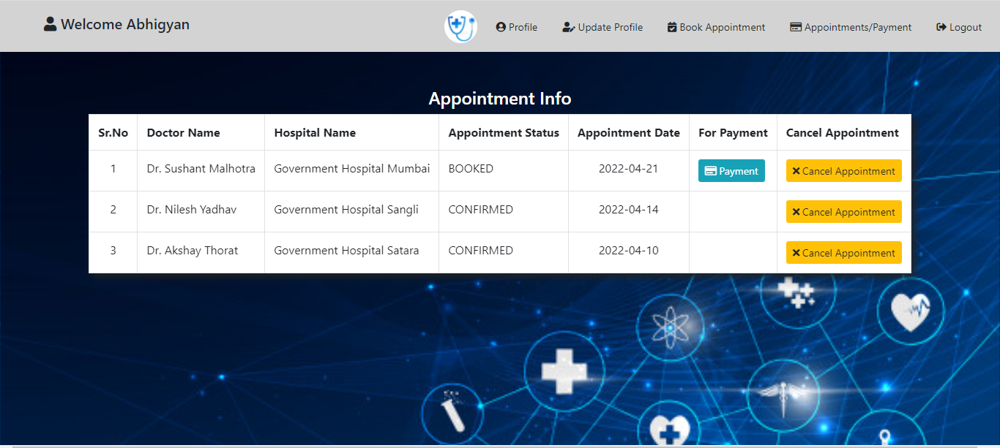 Welcome Abhigyan
Profile Update Profile Book Appointment Appointments/Payment Logout
Appointment Info
Sr.No Doctor Name Hospital Name Appointment Status Appointment Date For Payment Cancel Appointment
1 Dr. Sushant Malhotra Government Hospital Mumbai BOOKED 2022-04-21 Payment Cancel Appointment
2 Dr. Nilesh Yadhav Government Hospital Sangli CONFIRMED 2022-04-14 Cancel Appointment
3 Dr. Akshay Thorat Government Hospital Satara CONFIRMED 2022-04-10 Cancel Appointment